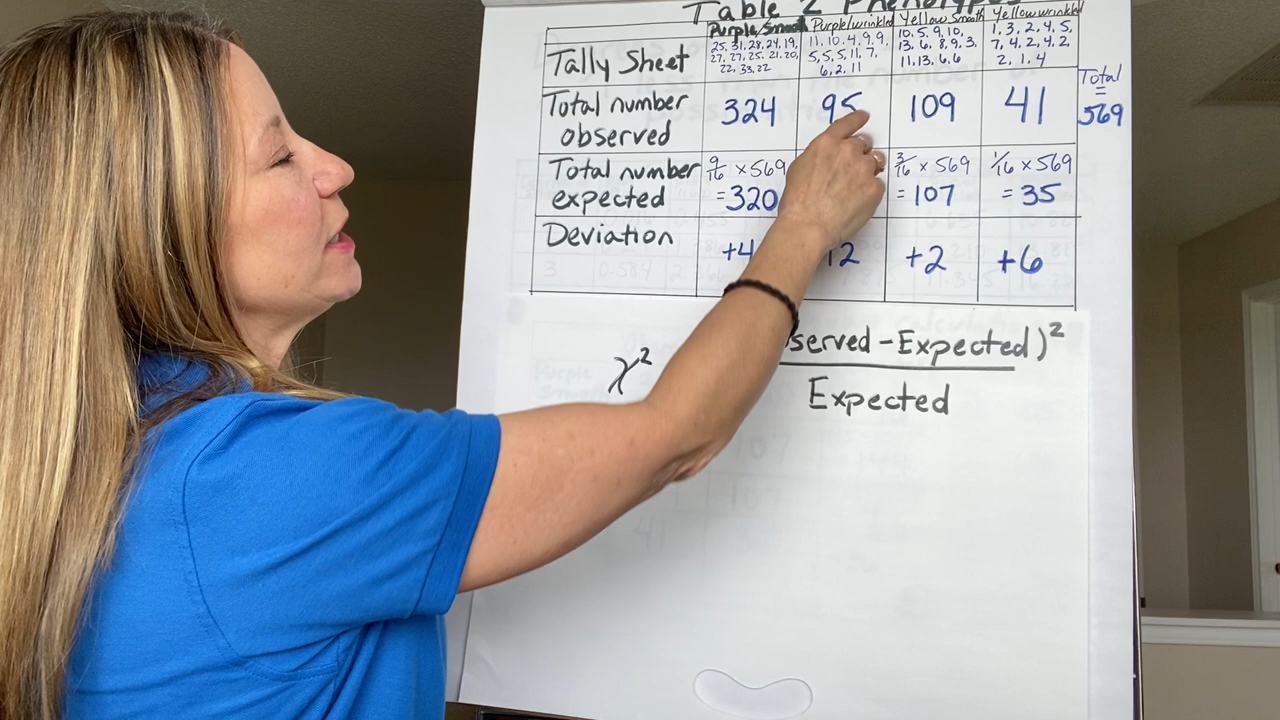 Table 2 Phenotypes
Purple/Smooth Purple/wrinkled Yellow Smooth Yellow wrinkled
Tally Sheet
25, 31, 28, 24, 19,
27, 27, 25, 21, 20,
22, 33, 22
11, 10, 4, 9, 9,
5, 5, 5, 11, 7,
6, 2, 11
10, 5, 9, 10,
13, 6, 8, 9, 3,
11, 13, 6, 6
1, 3, 2, 4, 5,
7, 4, 2, 4, 2,
2, 1, 4
Total number
observed
324 95 109 41
Total
=
569
Total number
expected
9/16 × 569
= 320
3/16 × 569
= 107
1/16 × 569
= 35
Deviation
+4 12 +2 +6
χ²
served - Expected)²
Expected